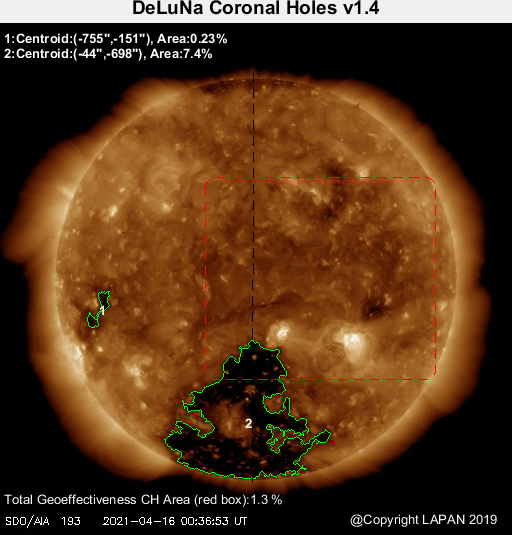 DeLuNa Coronal Holes v1.4
1:Centroid:(-755",-151"), Area:0.23%
2:Centroid:(-44",-698"), Area:7.4%
1
2
Total Geoeffectiveness CH Area (red box):1.3 %
SDO/AIA 193 2021-04-16 00:36:53 UT
@Copyright LAPAN 2019